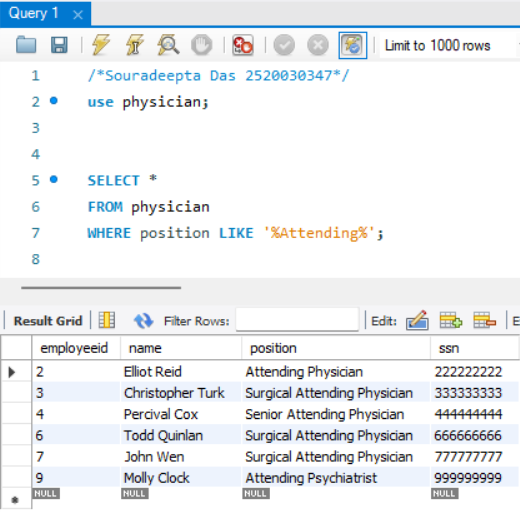 Query 1
Limit to 1000 rows
1 /*Souradeepta Das 2520030347*/
2 use physician;
3
4
5 SELECT *
6 FROM physician
7 WHERE position LIKE '%Attending%';
8
Result Grid Filter Rows: Edit: E
employeeid name position ssn
2 Elliot Reid Attending Physician 222222222
3 Christopher Turk Surgical Attending Physician 333333333
4 Percival Cox Senior Attending Physician 444444444
6 Todd Quinlan Surgical Attending Physician 666666666
7 John Wen Surgical Attending Physician 777777777
9 Molly Clock Attending Psychiatrist 999999999
NULL NULL NULL NULL